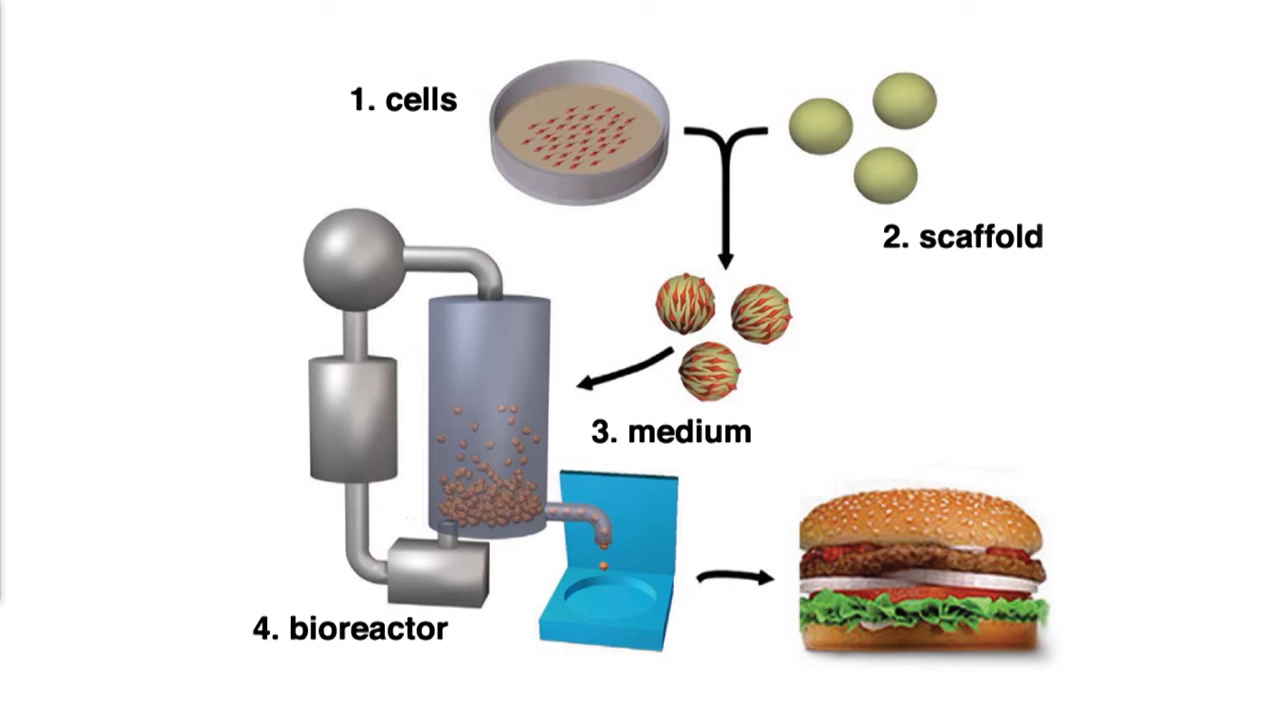 1. cells
2. scaffold
3. medium
4. bioreactor